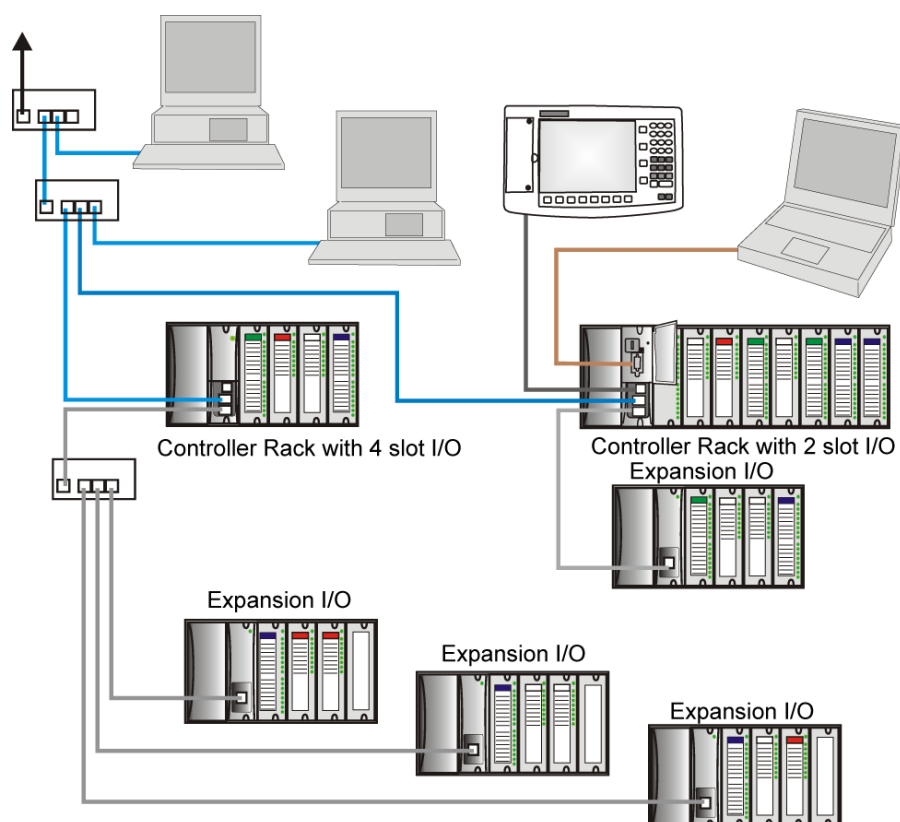 Controller Rack with 4 slot I/O
Controller Rack with 2 slot I/O
Expansion I/O
Expansion I/O
Expansion I/O
Expansion I/O